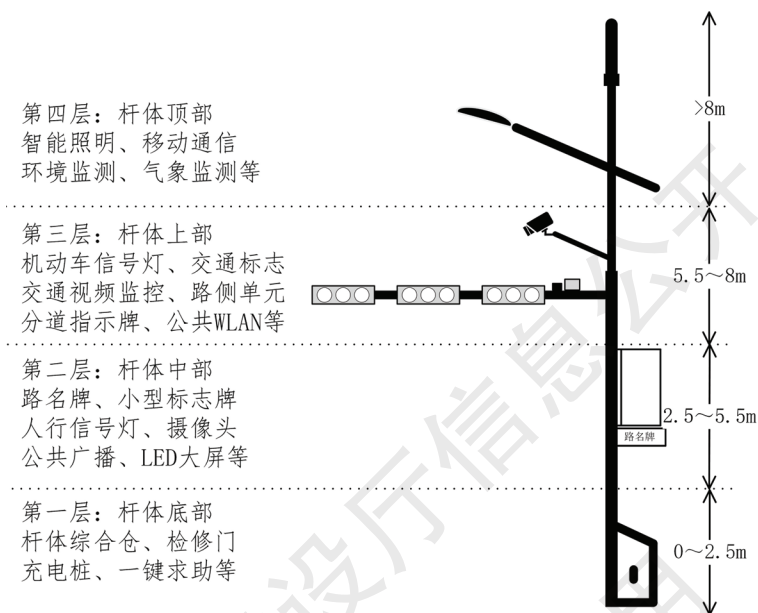 第四层：杆体顶部
智能照明、移动通信
环境监测、气象监测等
>8m
第三层：杆体上部
机动车信号灯、交通标志
交通视频监控、路侧单元
分道指示牌、公共WLAN等
5.5～8m
第二层：杆体中部
路名牌、小型标志牌
人行信号灯、摄像头
公共广播、LED大屏等
2.5～5.5m
路名牌
第一层：杆体底部
杆体综合仓、检修门
充电桩、一键求助等
0～2.5m
设厅信息公开